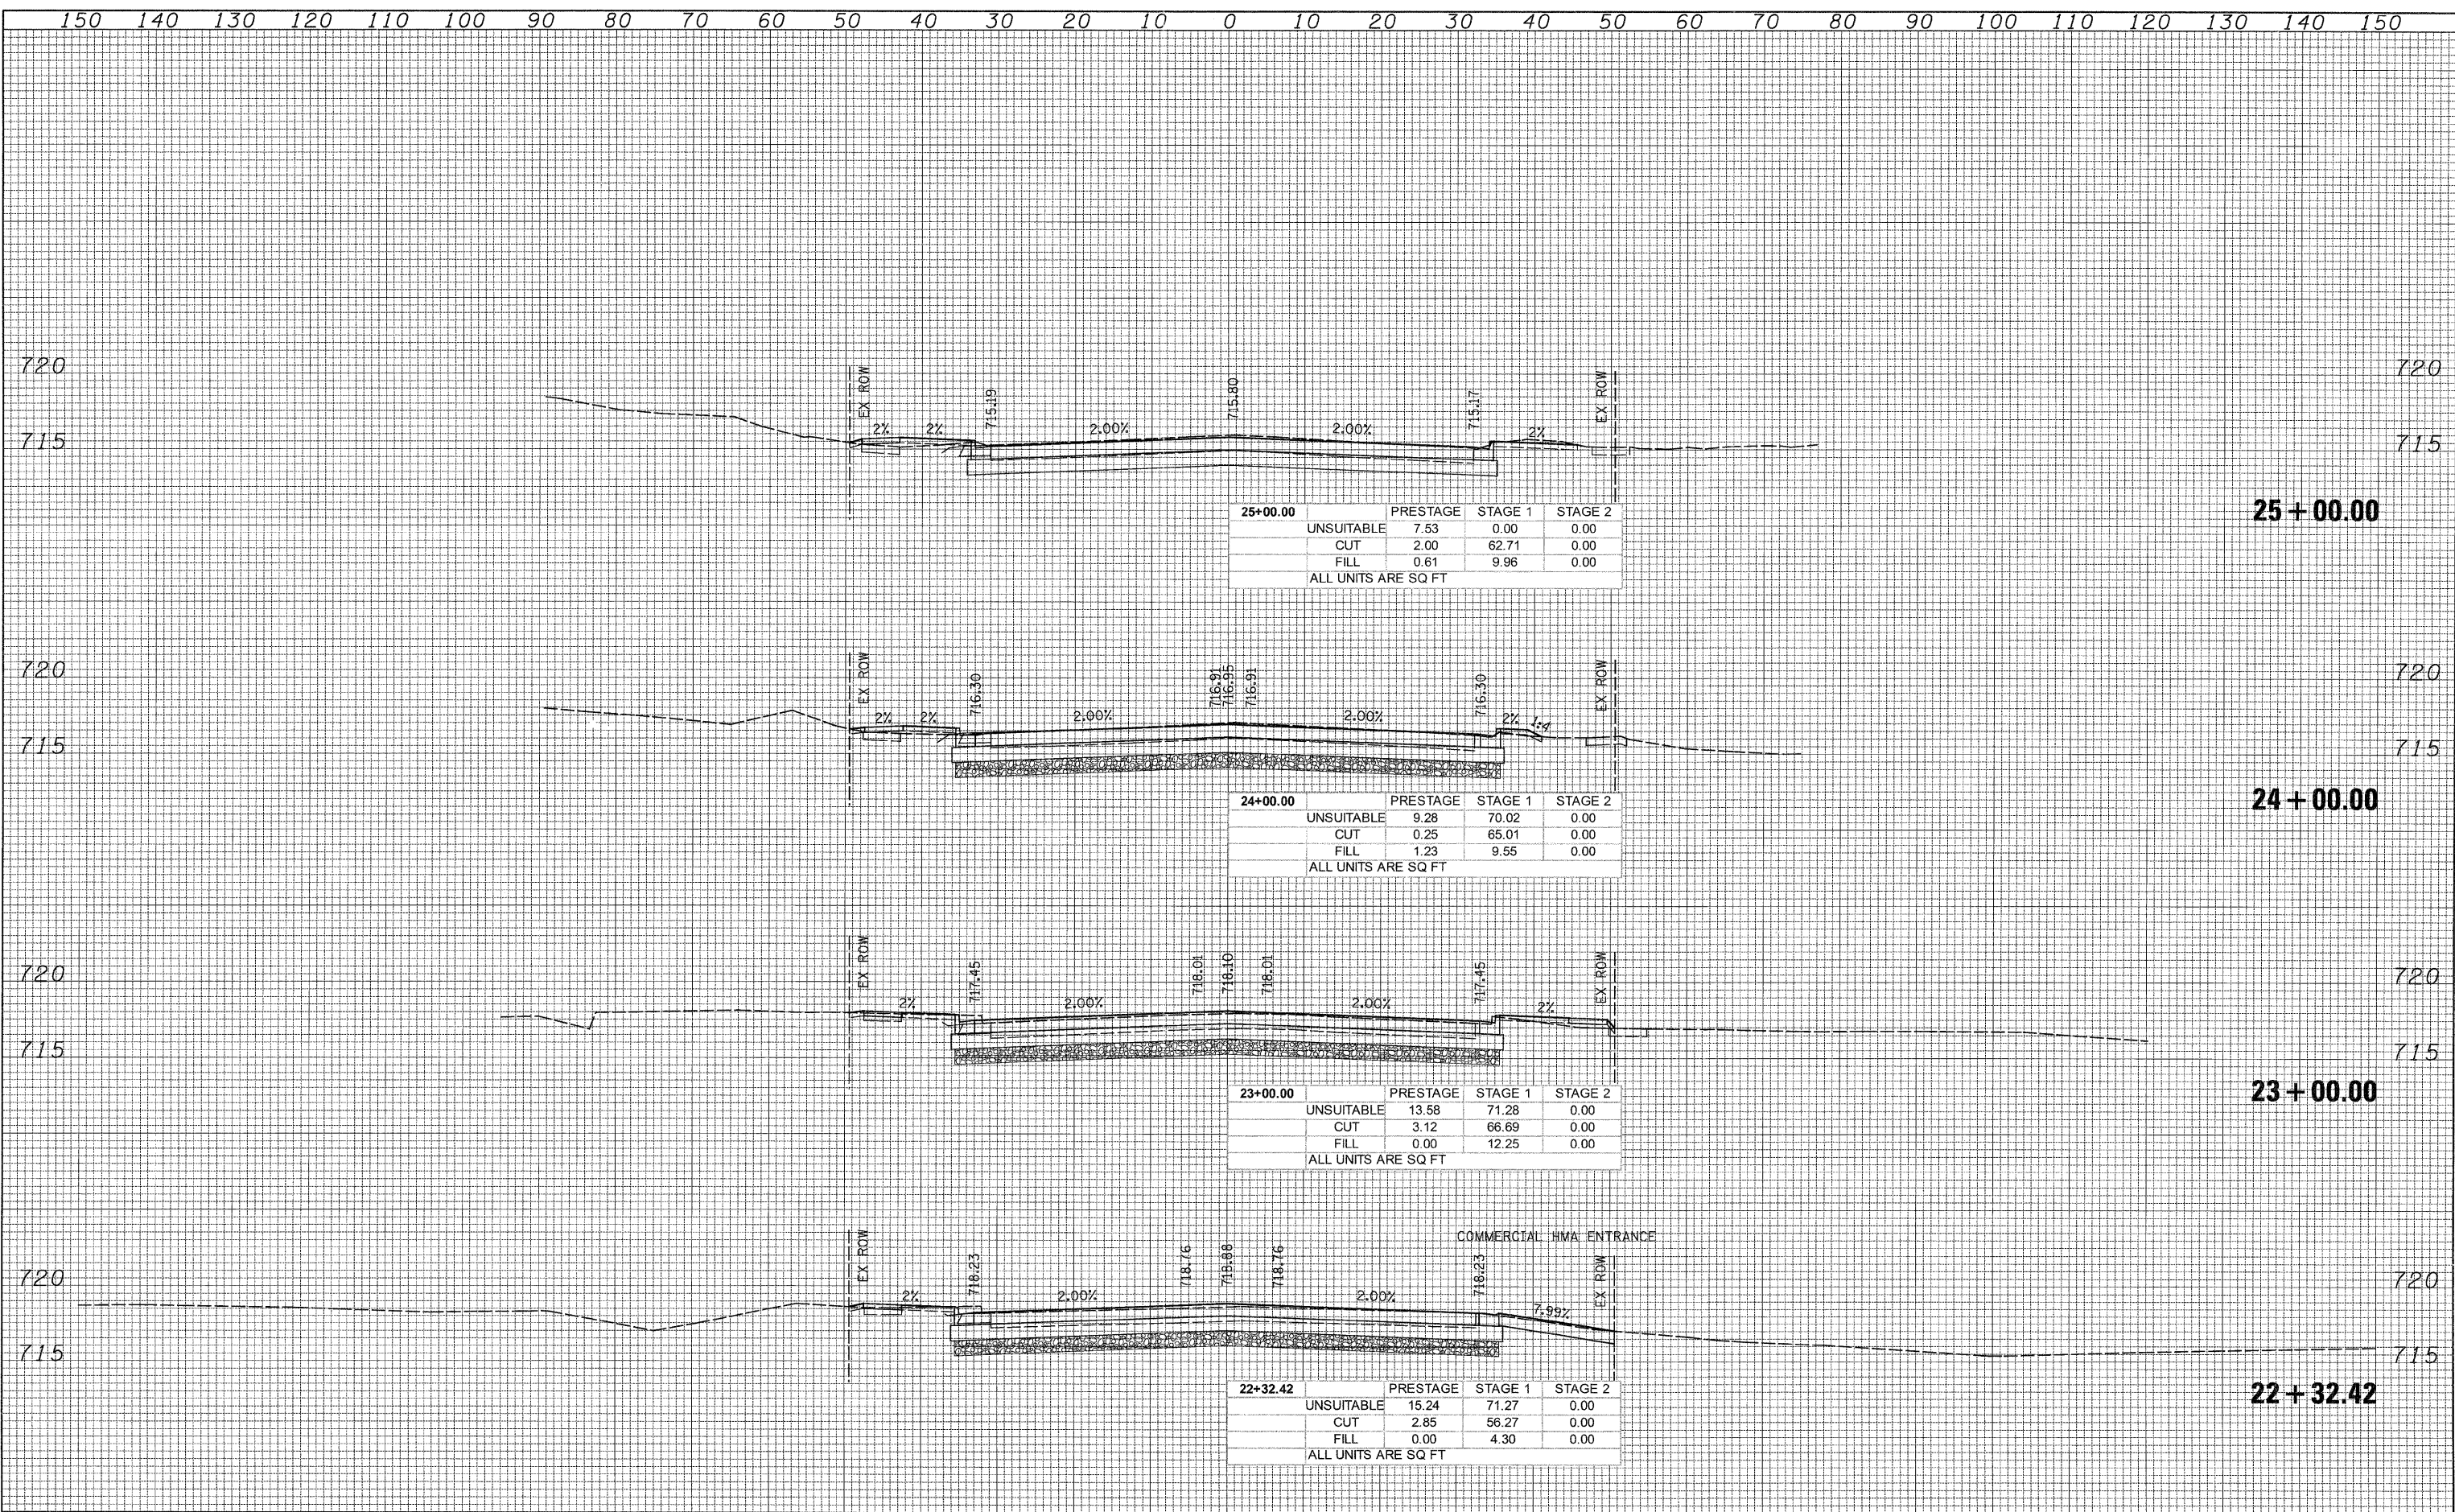 150 140 130 120 110 100 90 80 70 60 50 40 30 20 10 0 10 20 30 40 50 60 70 80 90 100 110 120 130 140 150
720 720
EX ROW 715.19 715.80 715.17 EX ROW
2% 2% 2.00% 2.00% 2%
715 715
25+00.00
25+00.00 PRESTAGE STAGE 1 STAGE 2
UNSUITABLE 7.53 0.00 0.00
CUT 2.00 62.71 0.00
FILL 0.61 9.96 0.00
ALL UNITS ARE SQ FT
720 720
EX ROW 716.30 716.91 716.95 716.91 716.30 EX ROW
2% 2% 2.00% 2.00% 2% 1:4
715 715
24+00.00
24+00.00 PRESTAGE STAGE 1 STAGE 2
UNSUITABLE 9.28 70.02 0.00
CUT 0.25 65.01 0.00
FILL 1.23 9.55 0.00
ALL UNITS ARE SQ FT
720 720
EX ROW 717.45 718.01 718.10 718.01 717.45 EX ROW
2% 2.00% 2.00% 2%
715 715
23+00.00
23+00.00 PRESTAGE STAGE 1 STAGE 2
UNSUITABLE 13.58 71.28 0.00
CUT 3.12 66.69 0.00
FILL 0.00 12.25 0.00
ALL UNITS ARE SQ FT
COMMERCIAL HMA ENTRANCE
720 720
EX ROW 718.23 718.76 718.88 718.76 718.23 EX ROW
2% 2.00% 2.00% 7.99%
715 715
22+32.42
22+32.42 PRESTAGE STAGE 1 STAGE 2
UNSUITABLE 15.24 71.27 0.00
CUT 2.85 56.27 0.00
FILL 0.00 4.30 0.00
ALL UNITS ARE SQ FT